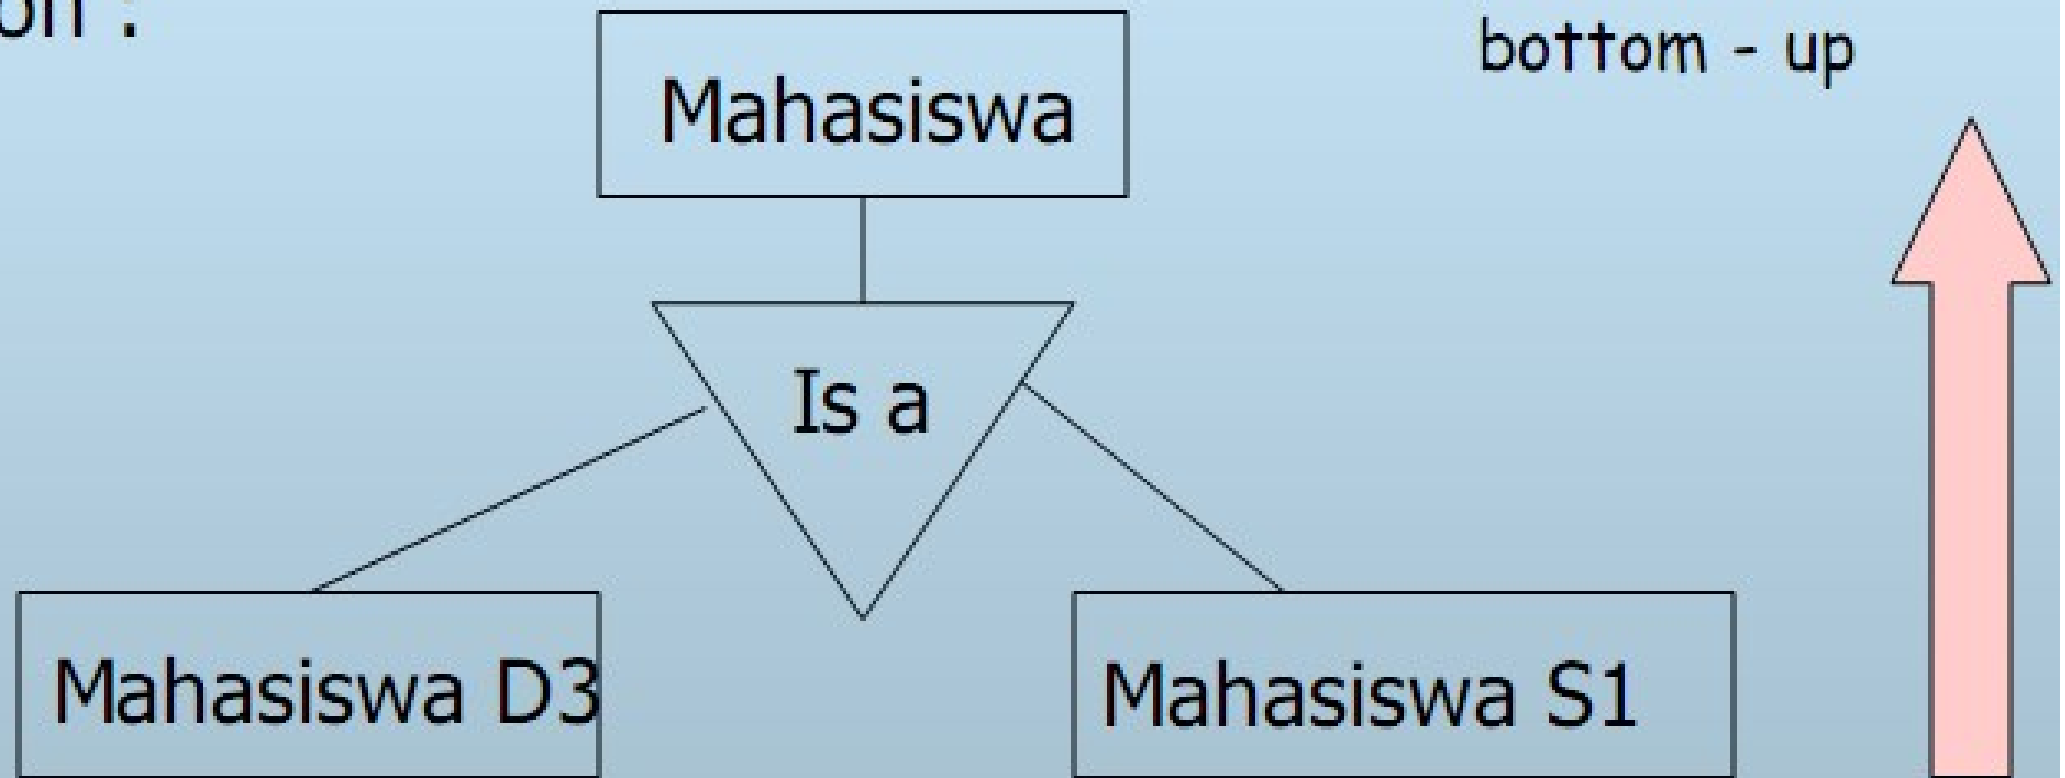 on :
Mahasiswa
bottom - up
Is a
Mahasiswa D3
Mahasiswa S1